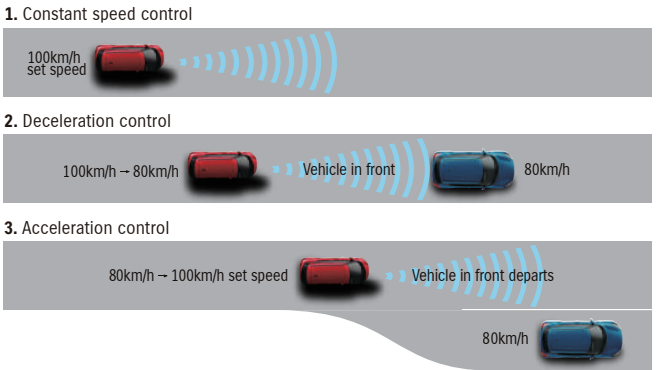 1. Constant speed control
100km/h
set speed
2. Deceleration control
100km/h → 80km/h
Vehicle in front
80km/h
3. Acceleration control
80km/h → 100km/h set speed
Vehicle in front departs
80km/h